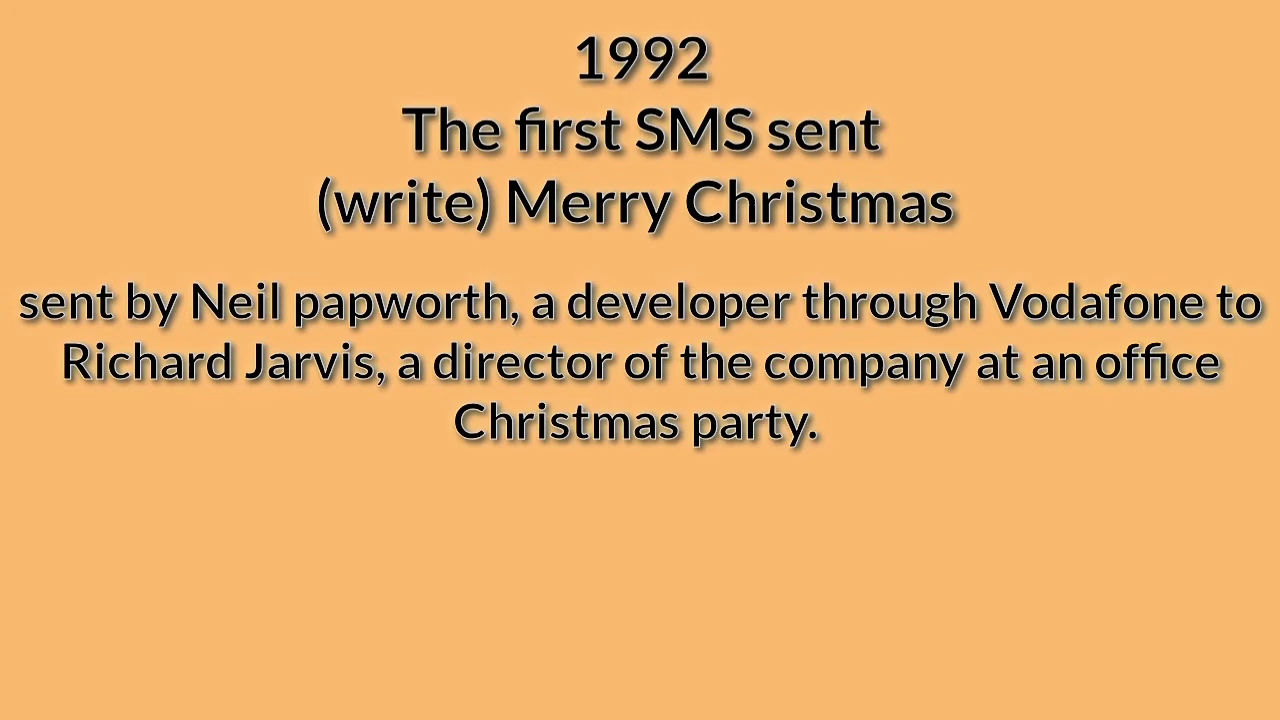 1992
The first SMS sent
(write) Merry Christmas
sent by Neil papworth, a developer through Vodafone to
Richard Jarvis, a director of the company at an office
Christmas party.